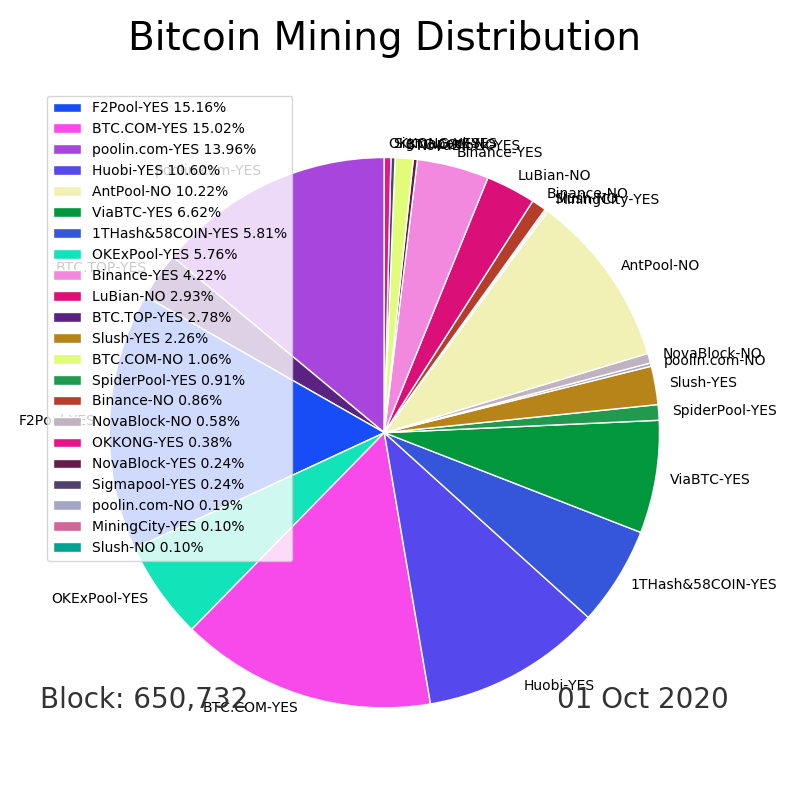 Bitcoin Mining Distribution
F2Pool-YES 15.16%
BTC.COM-YES 15.02%
poolin.com-YES 13.96%
Huobi-YES 10.60%
AntPool-NO 10.22%
ViaBTC-YES 6.62%
1THash&58COIN-YES 5.81%
OKExPool-YES 5.76%
Binance-YES 4.22%
LuBian-NO 2.93%
BTC.TOP-YES 2.78%
Slush-YES 2.26%
BTC.COM-NO 1.06%
SpiderPool-YES 0.91%
Binance-NO 0.86%
NovaBlock-NO 0.58%
OKKONG-YES 0.38%
NovaBlock-YES 0.24%
Sigmapool-YES 0.24%
poolin.com-NO 0.19%
MiningCity-YES 0.10%
Slush-NO 0.10%
Binance-YES
LuBian-NO
Binance-NO
MiningCity-YES
AntPool-NO
NovaBlock-NO
poolin.com-NO
Slush-YES
SpiderPool-YES
ViaBTC-YES
1THash&58COIN-YES
Huobi-YES
BTC.COM-YES
OKExPool-YES
F2Pool-YES
BTC.TOP-YES
Block: 650,732
01 Oct 2020